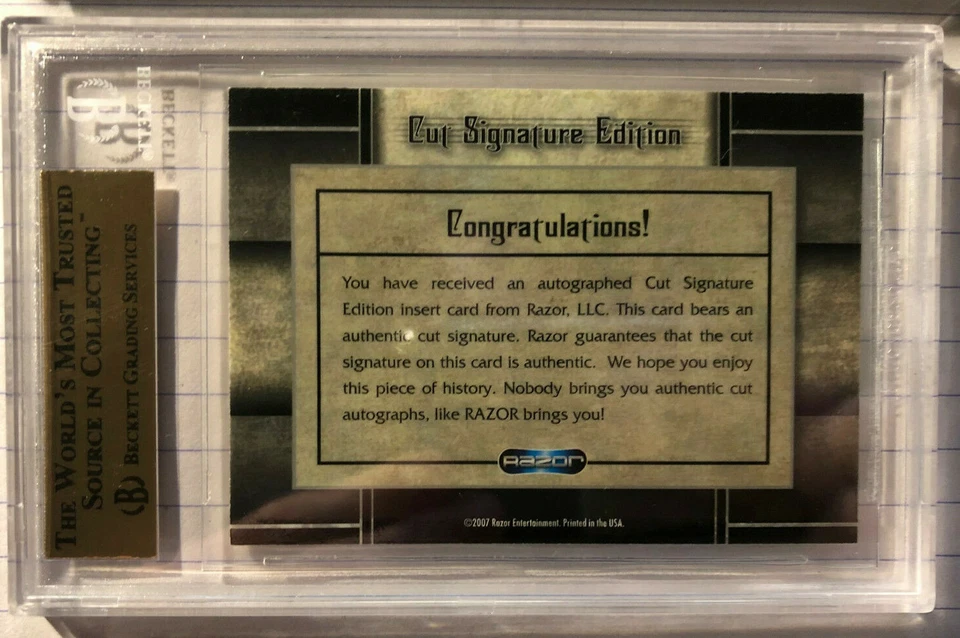 Cut Signature Edition
Congratulations!
You have received an autographed Cut Signature
Edition insert card from Razor, LLC. This card bears an
authentic cut signature. Razor guarantees that the cut
signature on this card is authentic. We hope you enjoy
this piece of history. Nobody brings you authentic cut
autographs, like RAZOR brings you!
RAZOR
©2007 Razor Entertainment. Printed in the USA.
THE WORLD'S MOST TRUSTED
SOURCE IN COLLECTING™
BECKETT GRADING SERVICES
BECKETT